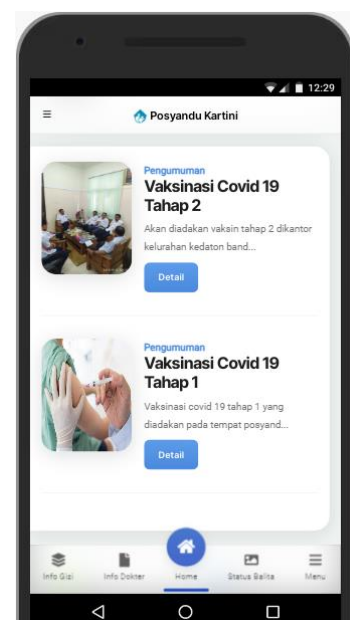 12:29
Posyandu Kartini
Pengumuman
Vaksinasi Covid 19
Tahap 2
Akan diadakan vaksin tahap 2 dikantor
kelurahan kedaton band...
Detail
Pengumuman
Vaksinasi Covid 19
Tahap 1
Vaksinasi covid 19 tahap 1 yang
diadakan pada tempat posyand...
Detail
Info Gizi Info Dokter Home Status Balita Menu